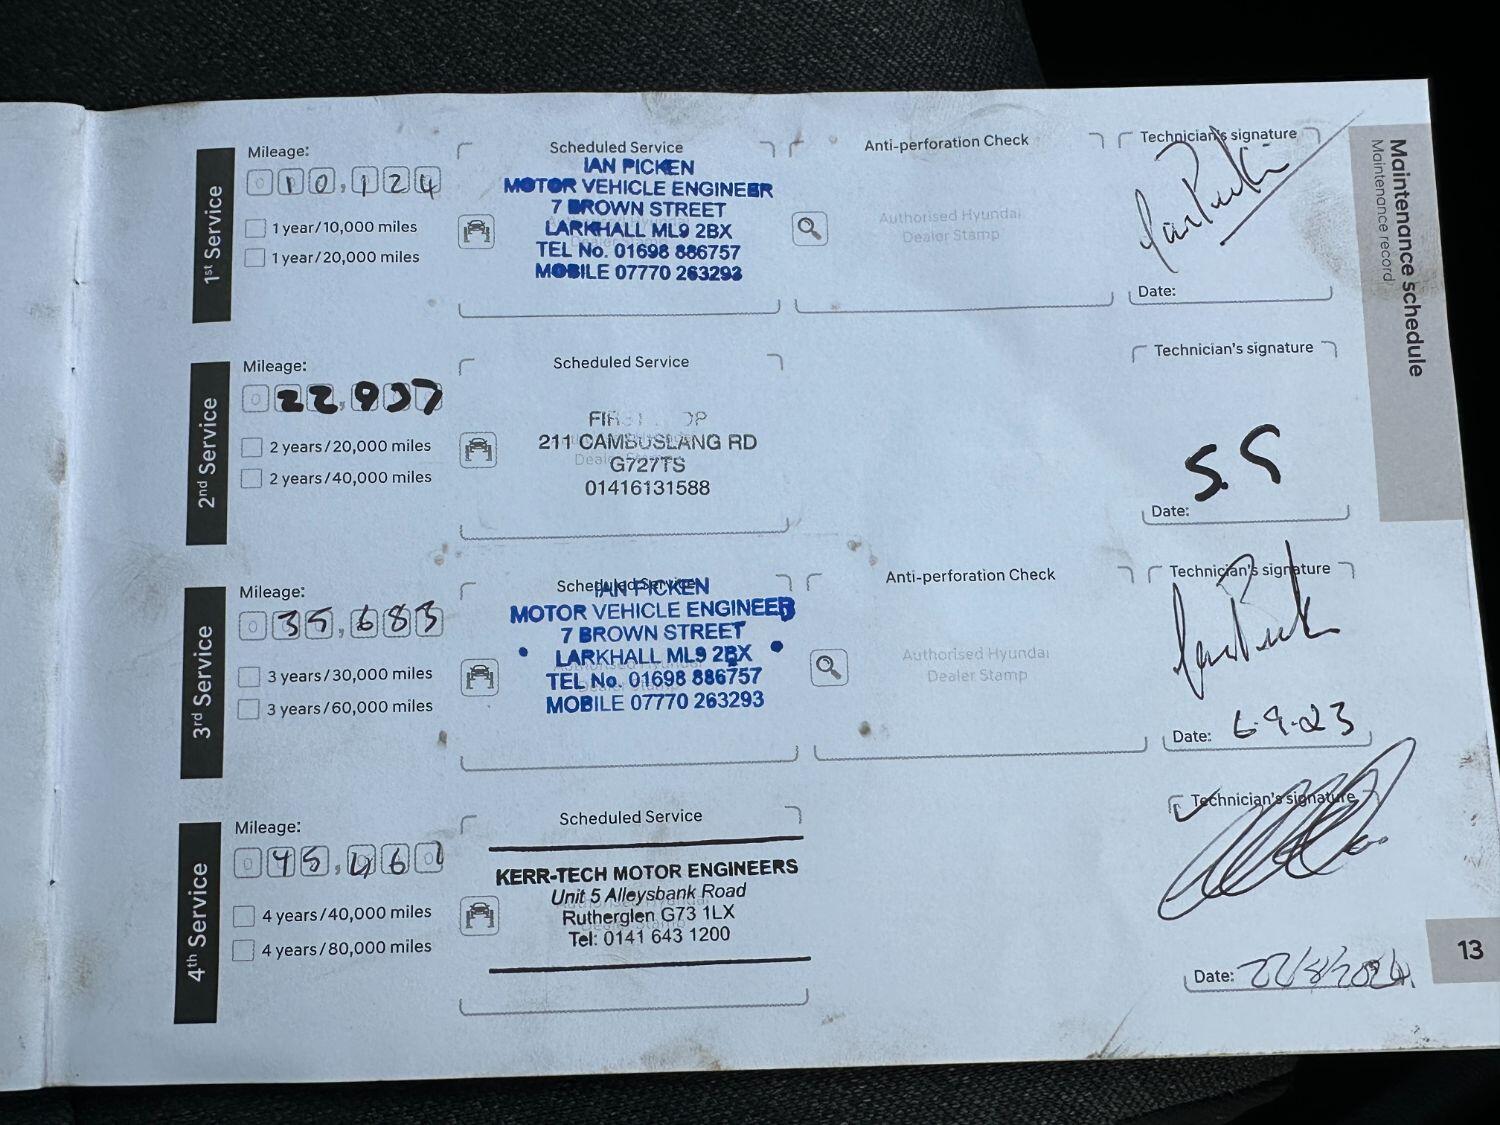 Maintenance schedule
Maintenance record
1st Service
Mileage:
010,124
1 year/10,000 miles
1 year/20,000 miles
Scheduled Service
IAN PICKEN
MOTOR VEHICLE ENGINEER
7 BROWN STREET
LARKHALL ML9 2BX
TEL No. 01698 886757
MOBILE 07770 263293
Anti-perforation Check
Authorised Hyundai
Dealer Stamp
Technician's signature
Ian Picken
Date:
2nd Service
Mileage:
022,907
2 years/20,000 miles
2 years/40,000 miles
Scheduled Service
211 CAMBUSLANG RD
G727TS
01416131588
Technician's signature
S.S
Date:
3rd Service
Mileage:
035,683
3 years/30,000 miles
3 years/60,000 miles
Scheduled Service
IAN PICKEN
MOTOR VEHICLE ENGINEER
7 BROWN STREET
LARKHALL ML9 2BX
TEL No. 01698 886757
MOBILE 07770 263293
Anti-perforation Check
Authorised Hyundai
Dealer Stamp
Technician's signature
Ian Picken
Date: 6-9-23
4th Service
Mileage:
045,461
4 years/40,000 miles
4 years/80,000 miles
Scheduled Service
KERR-TECH MOTOR ENGINEERS
Unit 5 Alleysbank Road
Rutherglen G73 1LX
Tel: 0141 643 1200
Technician's signature
Date: 22/8/2024.
13